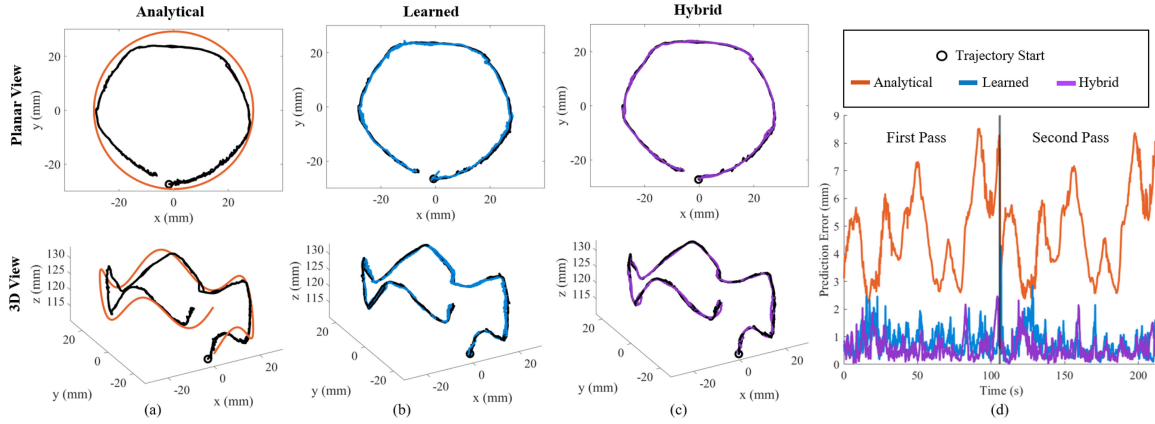 Analytical
Learned
Hybrid
Planar View
y (mm)
20
0
-20
-20 0 20
x (mm)
y (mm)
20
0
-20
-20 0 20
x (mm)
y (mm)
20
0
-20
-20 0 20
x (mm)
3D View
z (mm)
130
125
120
115
20
0
-20
y (mm)
-20
0
20
x (mm)
(a)
z (mm)
130
125
120
115
20
0
-20
y (mm)
-20
0
20
x (mm)
(b)
z (mm)
130
125
120
115
20
0
-20
y (mm)
-20
0
20
x (mm)
(c)
Trajectory Start
Analytical Learned Hybrid
First Pass Second Pass
Prediction Error (mm)
9
8
7
6
5
4
3
2
1
0
0 50 100 150 200
Time (s)
(d)